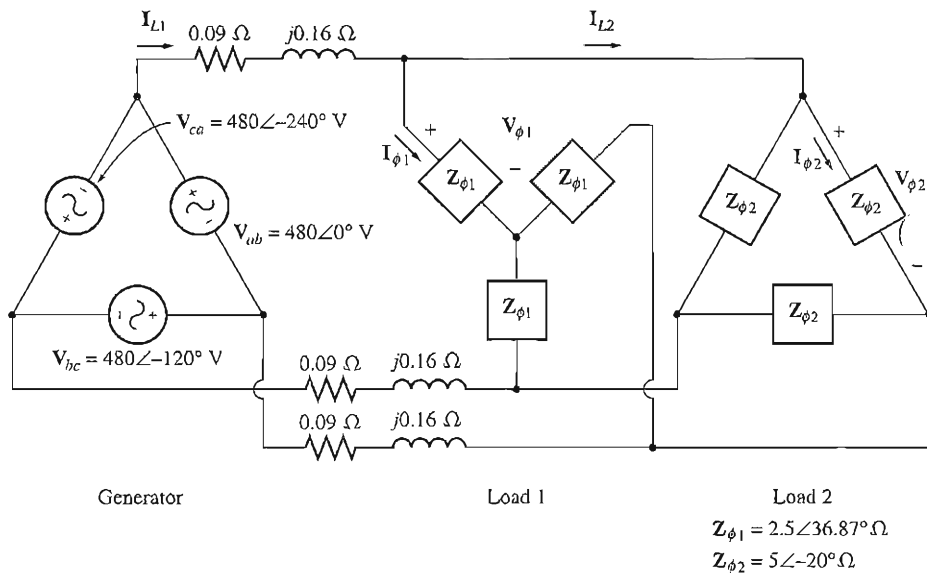 I_L1
0.09 Ω
j0.16 Ω
I_L2
V_ca = 480∠-240° V
+
-
V_ab = 480∠0° V
+
-
V_bc = 480∠-120° V
+
I_ϕ1
+
V_ϕ1
-
Z_ϕ1
Z_ϕ1
Z_ϕ1
+
I_ϕ2
V_ϕ2
-
Z_ϕ2
Z_ϕ2
Z_ϕ2
0.09 Ω
j0.16 Ω
0.09 Ω
j0.16 Ω
Generator
Load 1
Load 2
Z_ϕ1 = 2.5∠36.87° Ω
Z_ϕ2 = 5∠-20° Ω